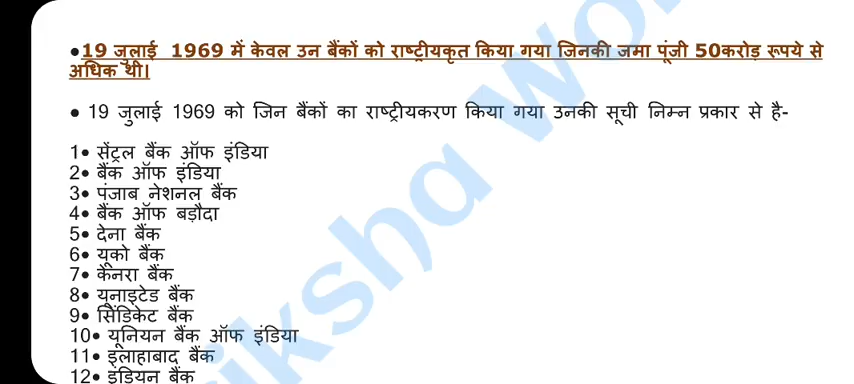 ●19 जुलाई 1969 में केवल उन बैंकों को राष्ट्रीयकृत किया गया जिनकी जमा पूंजी 50करोड़ रूपये से
अधिक थी।
● 19 जुलाई 1969 को जिन बैंकों का राष्ट्रीयकरण किया गया उनकी सूची निम्न प्रकार से है-
1● सेंट्रल बैंक ऑफ इंडिया
2● बैंक ऑफ इंडिया
3● पंजाब नेशनल बैंक
4● बैंक ऑफ बड़ौदा
5● देना बैंक
6● यूको बैंक
7● केनरा बैंक
8● यूनाइटेड बैंक
9● सिंडिकेट बैंक
10● यूनियन बैंक ऑफ इंडिया
11● इलाहाबाद बैंक
12● इंडियन बैंक